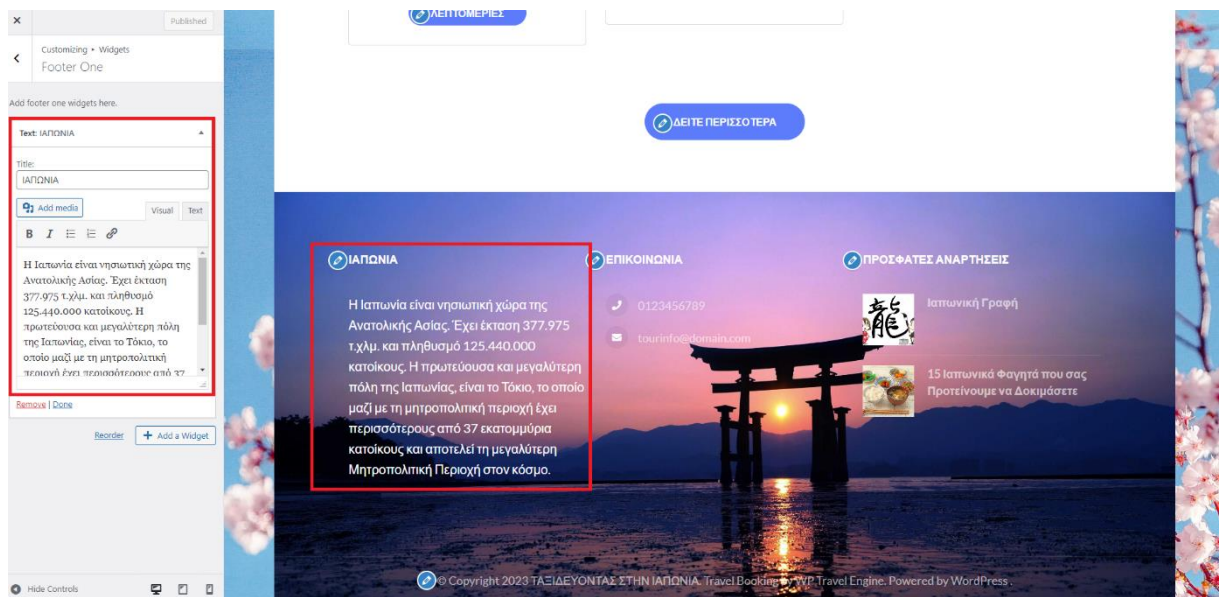 Published
Customizing • Widgets
Footer One
Add footer one widgets here.
Text: ΙΑΠΩΝΙΑ
Title:
ΙΑΠΩΝΙΑ
Add media
Visual Text
B I
Η Ιαπωνία είναι νησιωτική χώρα της
Ανατολικής Ασίας. Έχει έκταση
377.975 τ.χλμ. και πληθυσμό
125.440.000 κατοίκους. Η
πρωτεύουσα και μεγαλύτερη πόλη
της Ιαπωνίας, είναι το Τόκιο, το
οποίο μαζί με τη μητροπολιτική
περιοχή έχει περισσότερους από 37
Remove | Done
Reorder + Add a Widget
Hide Controls
ΛΕΠΤΟΜΕΡΙΕΣ
ΔΕΙΤΕ ΠΕΡΙΣΣΟΤΕΡΑ
ΙΑΠΩΝΙΑ
Η Ιαπωνία είναι νησιωτική χώρα της
Ανατολικής Ασίας. Έχει έκταση 377.975
τ.χλμ. και πληθυσμό 125.440.000
κατοίκους. Η πρωτεύουσα και μεγαλύτερη
πόλη της Ιαπωνίας, είναι το Τόκιο, το οποίο
μαζί με τη μητροπολιτική περιοχή έχει
περισσότερους από 37 εκατομμύρια
κατοίκους και αποτελεί τη μεγαλύτερη
Μητροπολιτική Περιοχή στον κόσμο.
ΕΠΙΚΟΙΝΩΝΙΑ
0123456789
tourinfo@domain.com
ΠΡΟΣΦΑΤΕΣ ΑΝΑΡΤΗΣΕΙΣ
龍
Ιαπωνική Γραφή
15 Ιαπωνικά Φαγητά που σας
Προτείνουμε να Δοκιμάσετε
© Copyright 2023 ΤΑΞΙΔΕΥΟΝΤΑΣ ΣΤΗΝ ΙΑΠΩΝΙΑ. Travel Booking by WP Travel Engine. Powered by WordPress .